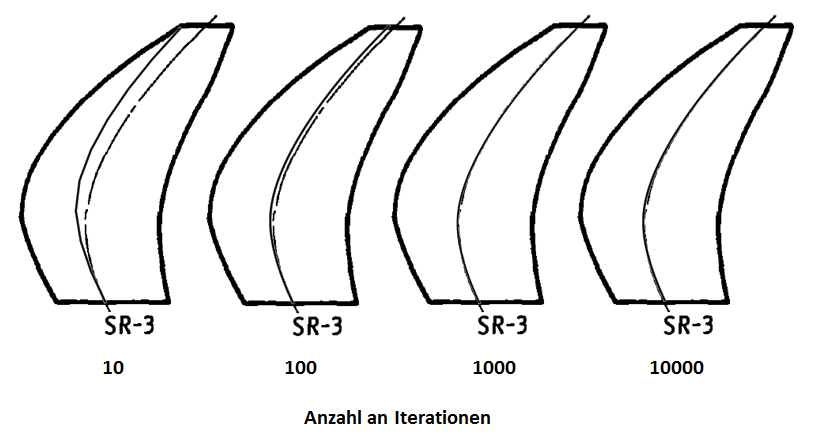 SR-3 SR-3 SR-3 SR-3
10 100 1000 10000
Anzahl an Iterationen